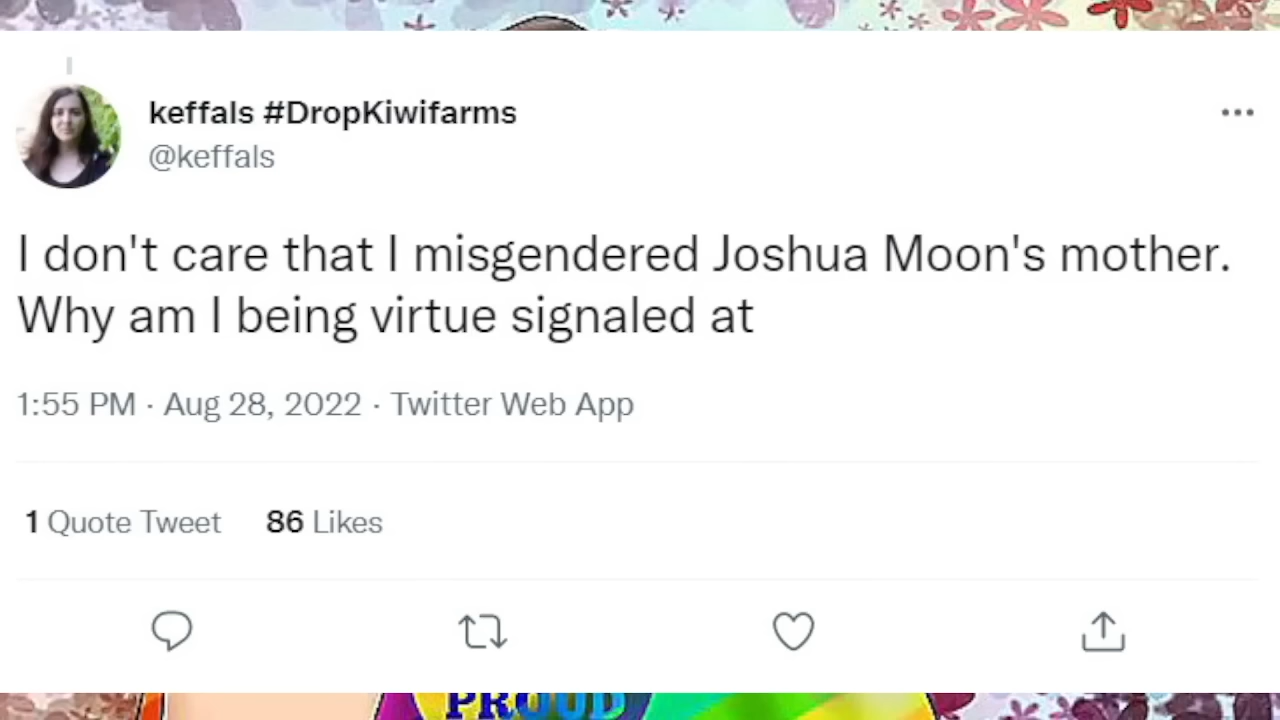 keffals #DropKiwifarms
@keffals
I don't care that I misgendered Joshua Moon's mother.
Why am I being virtue signaled at
1:55 PM · Aug 28, 2022 · Twitter Web App
1 Quote Tweet 86 Likes
PROUD